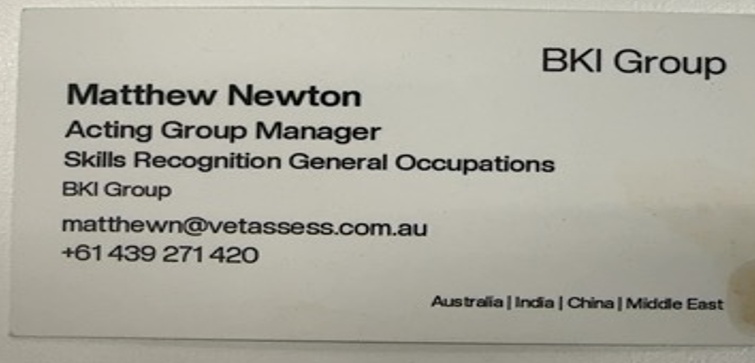 BKI Group
Matthew Newton
Acting Group Manager
Skills Recognition General Occupations
BKI Group
matthewn@vetassess.com.au
+61 439 271 420
Australia | India | China | Middle East